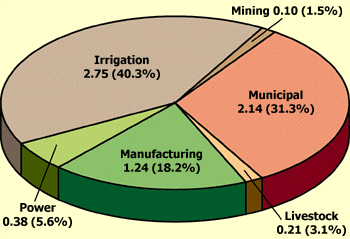 Mining 0.10 (1.5%)
Irrigation
2.75 (40.3%)
Municipal
2.14 (31.3%)
Manufacturing
1.24 (18.2%)
Power
0.38 (5.6%)
Livestock
0.21 (3.1%)